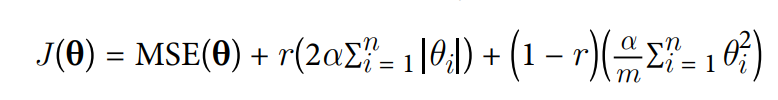 J(θ) = MSE(θ) + r(2αΣⁿᵢ₌₁|θᵢ|) + (1 − r)(α/m Σⁿᵢ₌₁ θᵢ²)